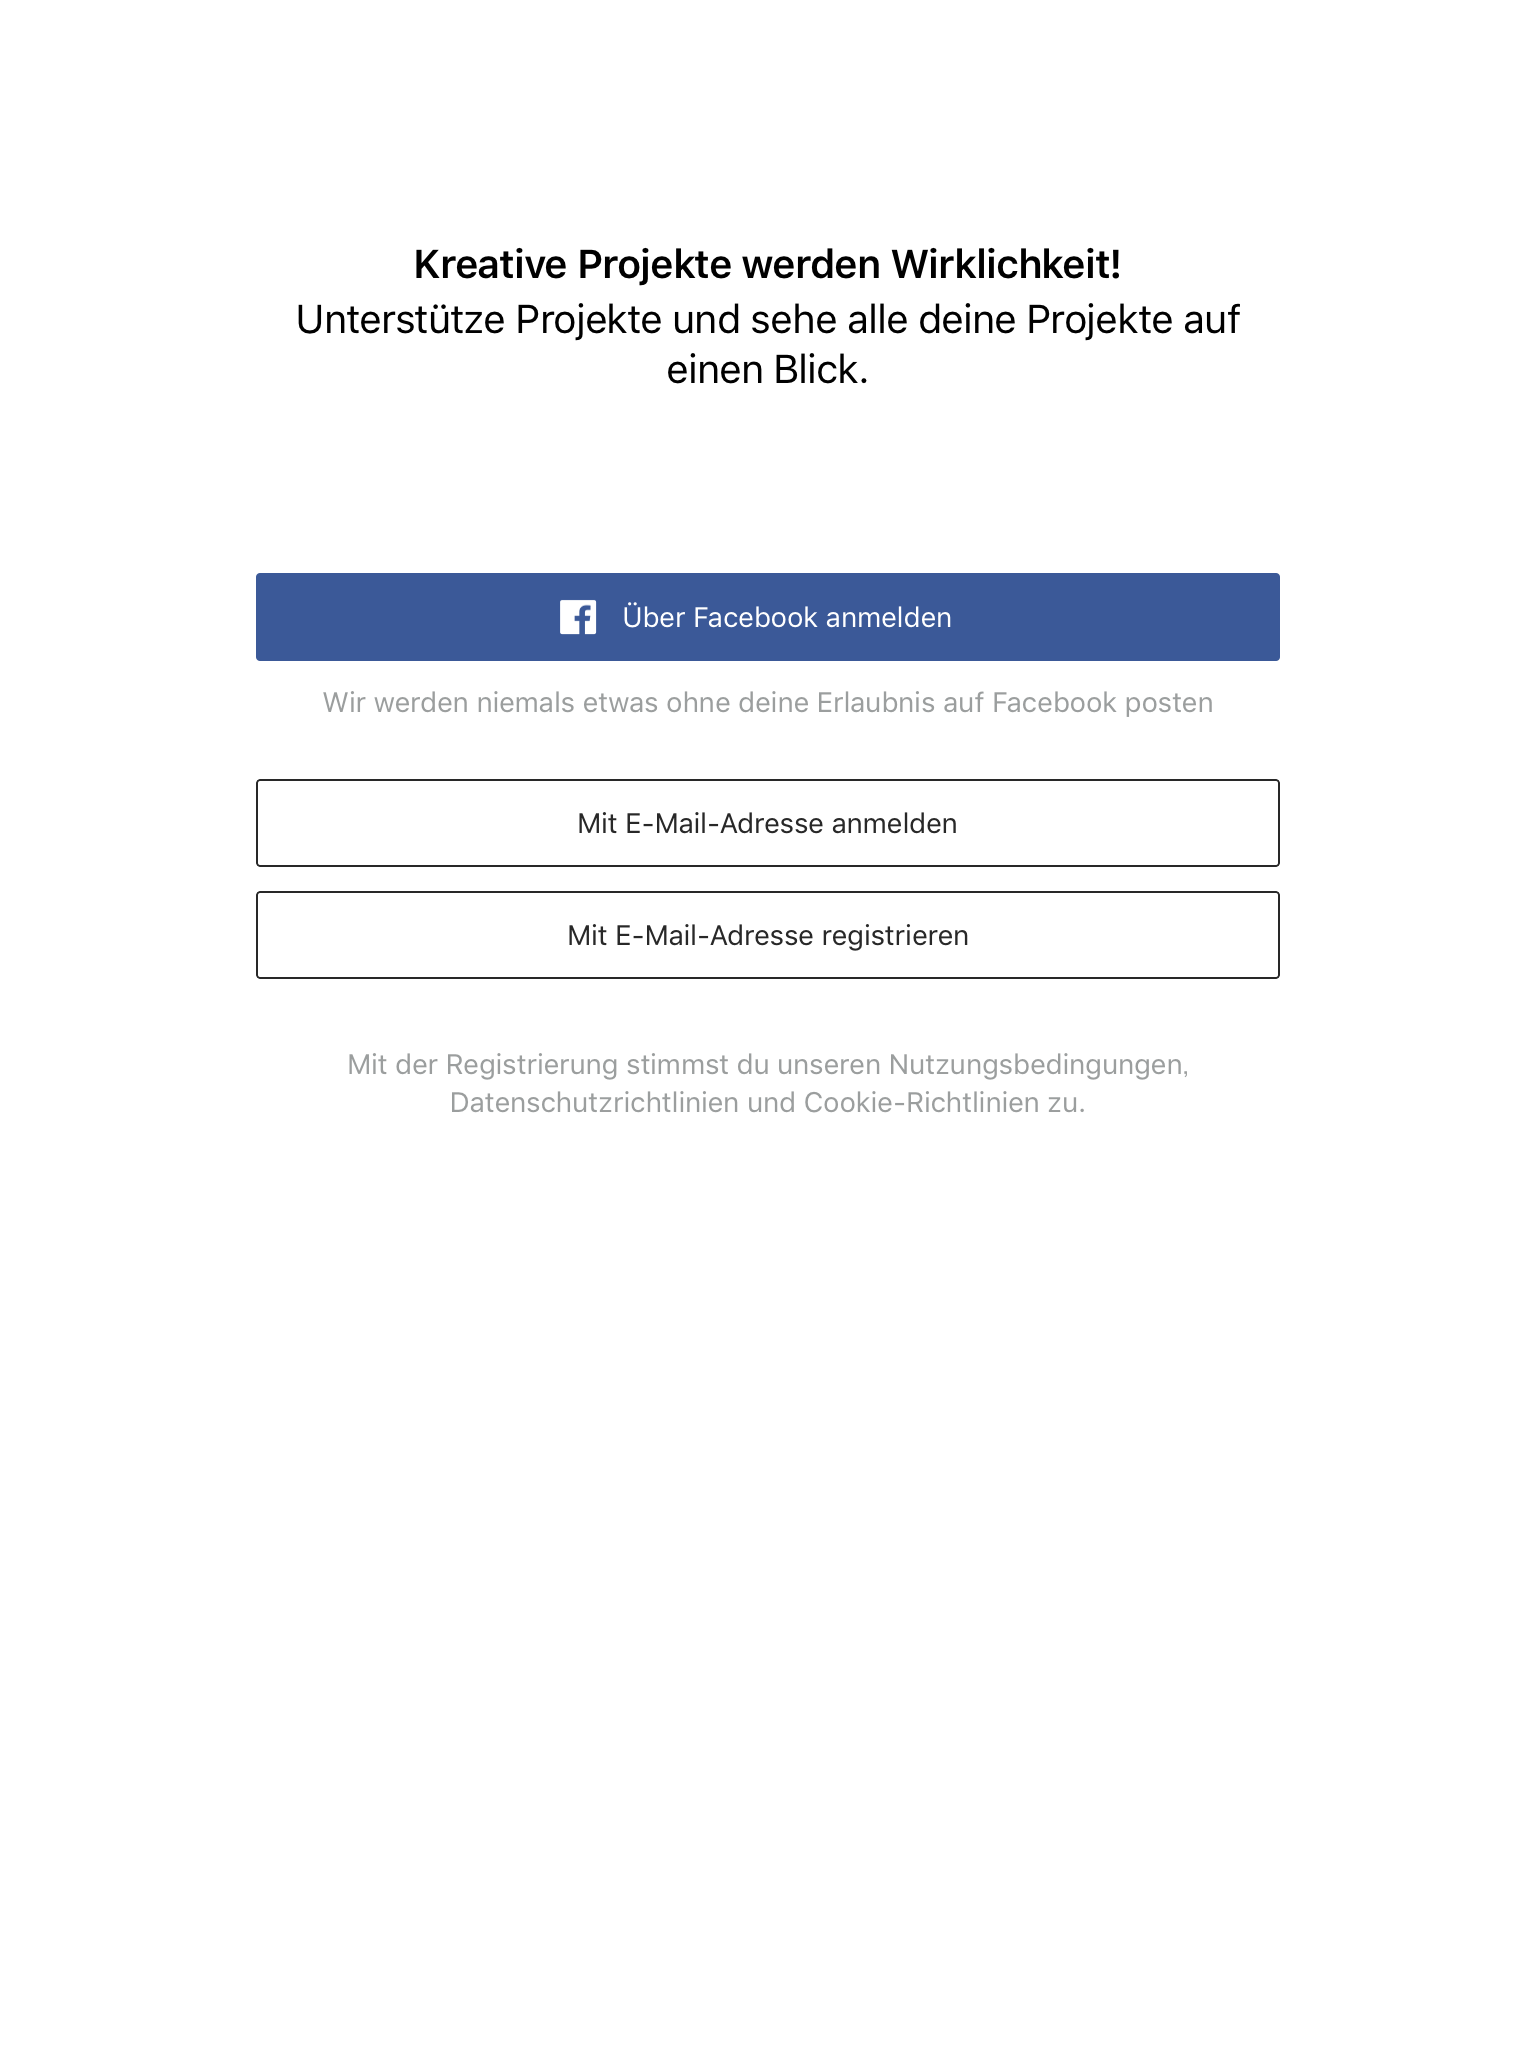 Kreative Projekte werden Wirklichkeit!
Unterstütze Projekte und sehe alle deine Projekte auf
einen Blick.
Über Facebook anmelden
Wir werden niemals etwas ohne deine Erlaubnis auf Facebook posten
Mit E-Mail-Adresse anmelden
Mit E-Mail-Adresse registrieren
Mit der Registrierung stimmst du unseren Nutzungsbedingungen,
Datenschutzrichtlinien und Cookie-Richtlinien zu.